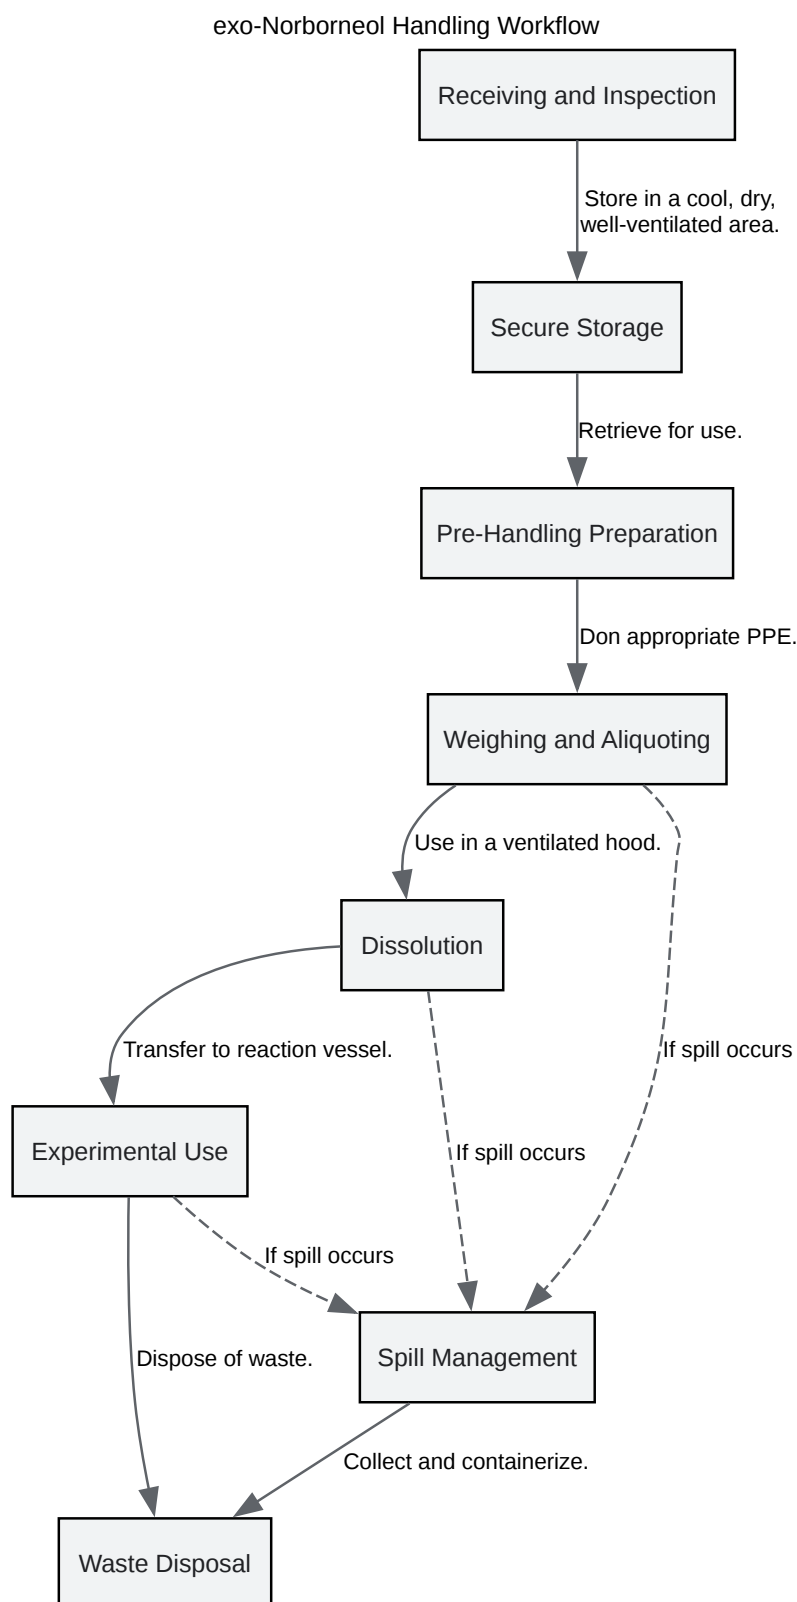 exo-Norborneol Handling Workflow
Receiving and Inspection
Store in a cool, dry,
well-ventilated area.
Secure Storage
Retrieve for use.
Pre-Handling Preparation
Don appropriate PPE.
Weighing and Aliquoting
Use in a ventilated hood.
Dissolution
Transfer to reaction vessel.
If spill occurs
Experimental Use
If spill occurs
If spill occurs
Spill Management
Dispose of waste.
Collect and containerize.
Waste Disposal